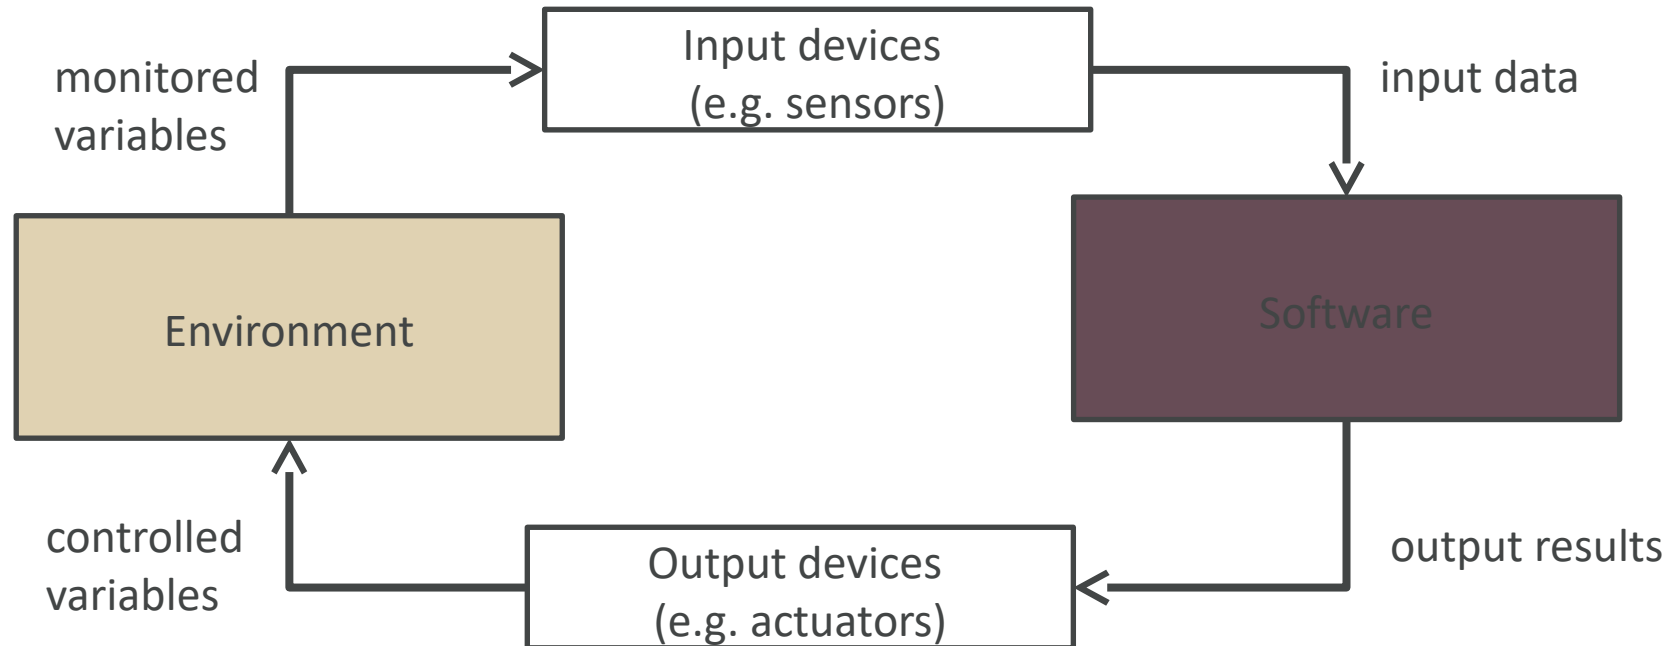 Input devices
(e.g. sensors)
monitored
variables
input data
Environment
Software
controlled
variables
Output devices
(e.g. actuators)
output results